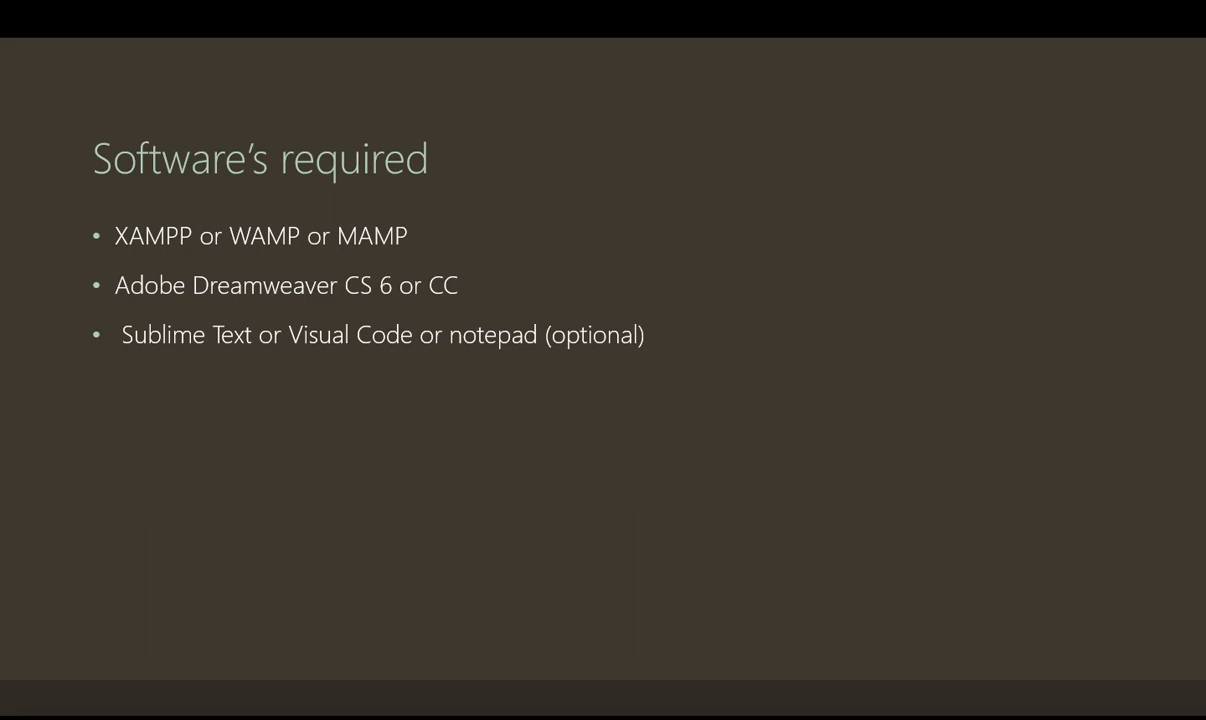 Software’s required
• XAMPP or WAMP or MAMP
• Adobe Dreamweaver CS 6 or CC
• Sublime Text or Visual Code or notepad (optional)